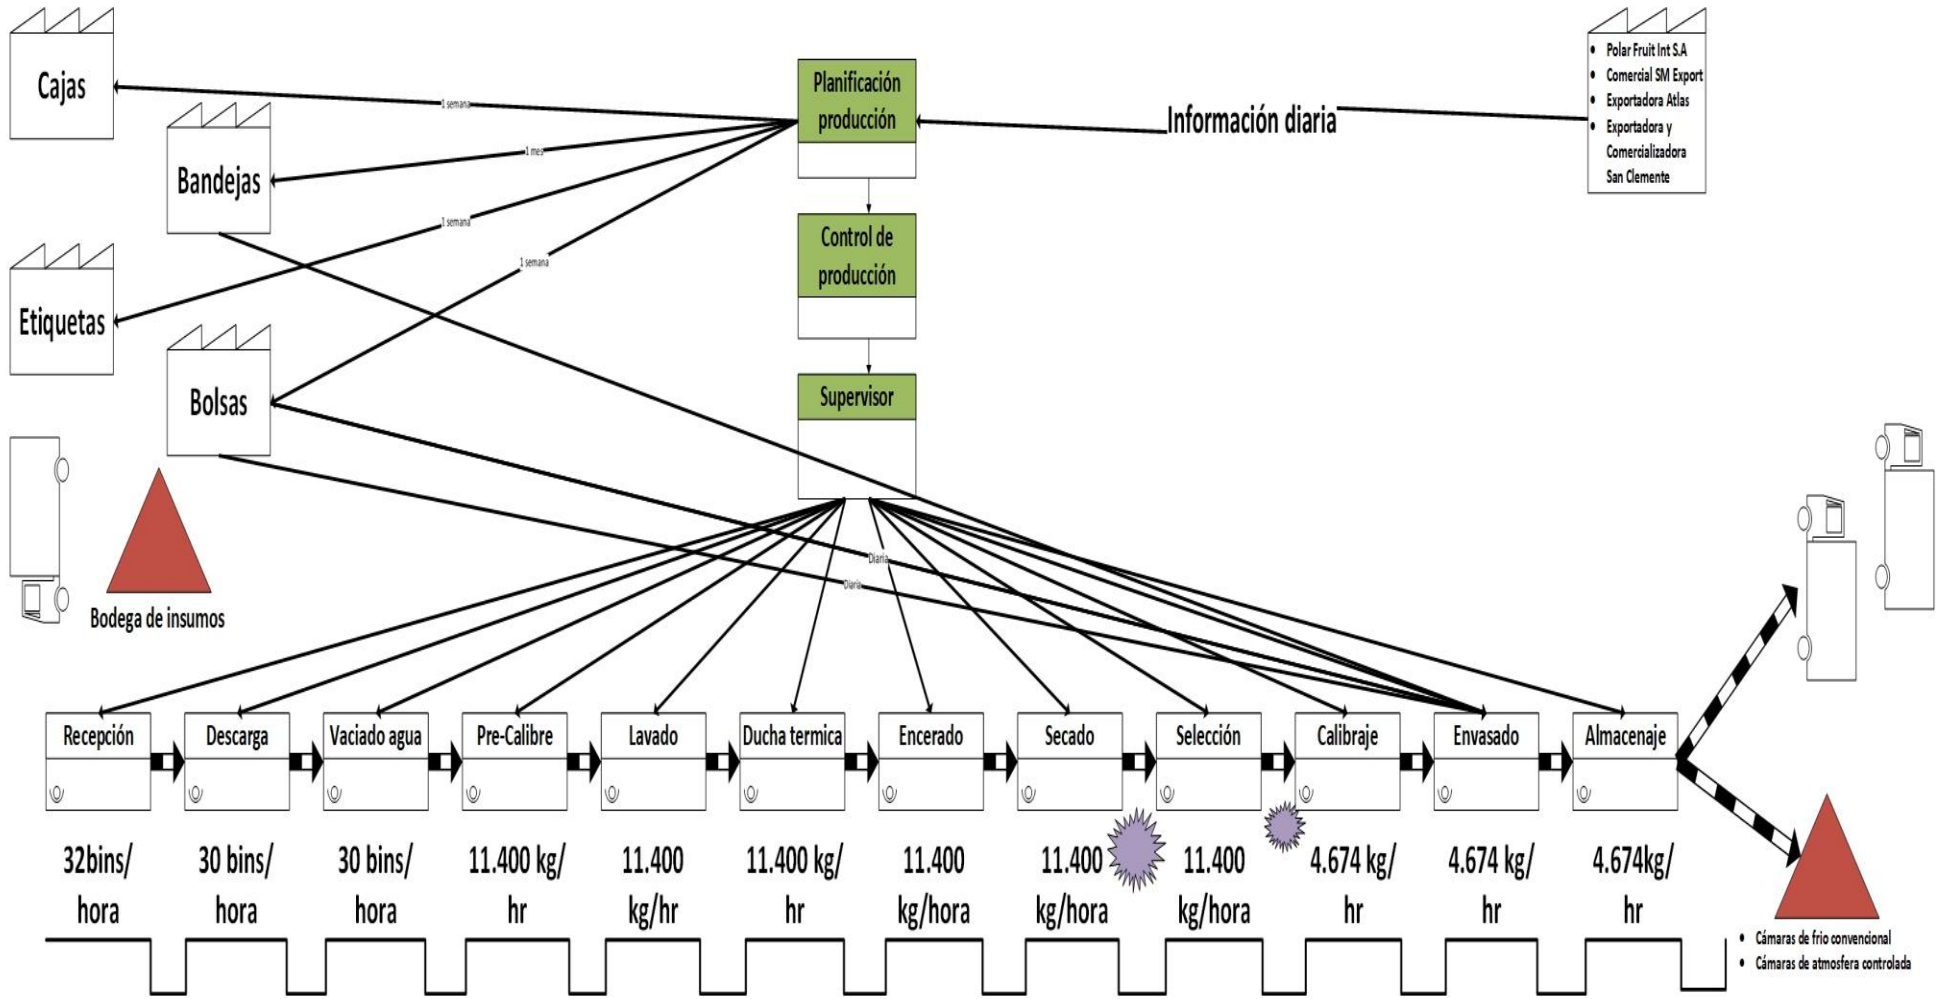 Cajas
Bandejas
Etiquetas
Bolsas
Bodega de insumos
1 semana
1 mes
1 semana
1 semana
Planificación
producción
Control de
producción
Supervisor
Información diaria
• Polar Fruit Int S.A
• Comercial SM Export
• Exportadora Atlas
• Exportadora y
Comercializadora
San Clemente
Diaria
Diaria
Recepción
Descarga
Vaciado agua
Pre-Calibre
Lavado
Ducha termica
Encerado
Secado
Selección
Calibraje
Envasado
Almacenaje
32bins/
hora
30 bins/
hora
30 bins/
hora
11.400 kg/
hr
11.400
kg/hr
11.400 kg/
hr
11.400
kg/hora
11.400
kg/hora
11.400
kg/hora
4.674 kg/
hr
4.674 kg/
hr
4.674kg/
hr
• Cámaras de frio convencional
• Cámaras de atmosfera controlada